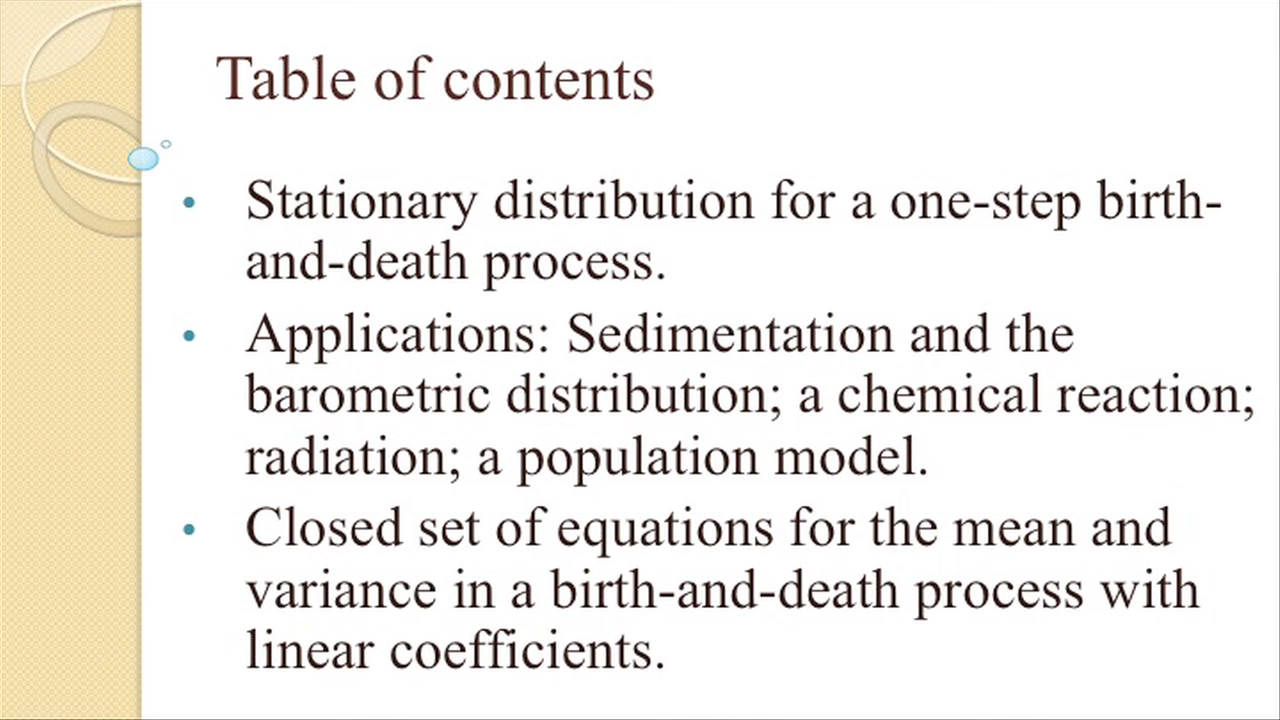 Table of contents
• Stationary distribution for a one-step birth-
and-death process.
• Applications: Sedimentation and the
barometric distribution; a chemical reaction;
radiation; a population model.
• Closed set of equations for the mean and
variance in a birth-and-death process with
linear coefficients.